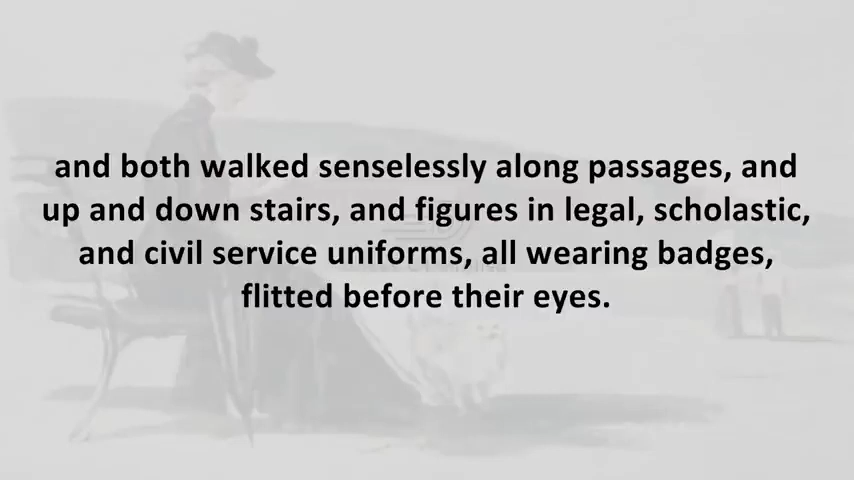 and both walked senselessly along passages, and
up and down stairs, and figures in legal, scholastic,
and civil service uniforms, all wearing badges,
flitted before their eyes.